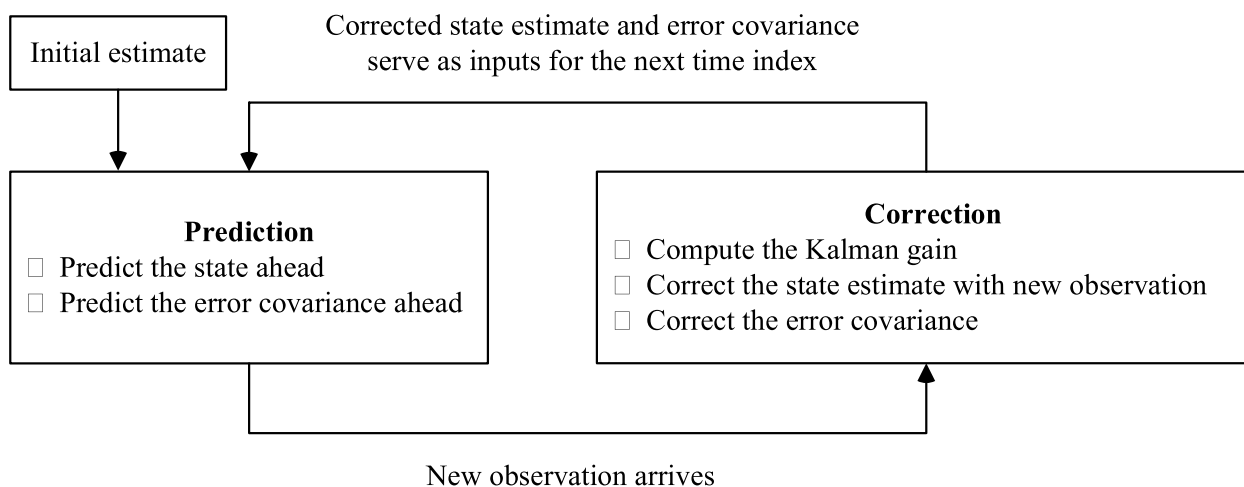 Initial estimate
Corrected state estimate and error covariance
serve as inputs for the next time index
Prediction
Predict the state ahead
Predict the error covariance ahead
Correction
Compute the Kalman gain
Correct the state estimate with new observation
Correct the error covariance
New observation arrives